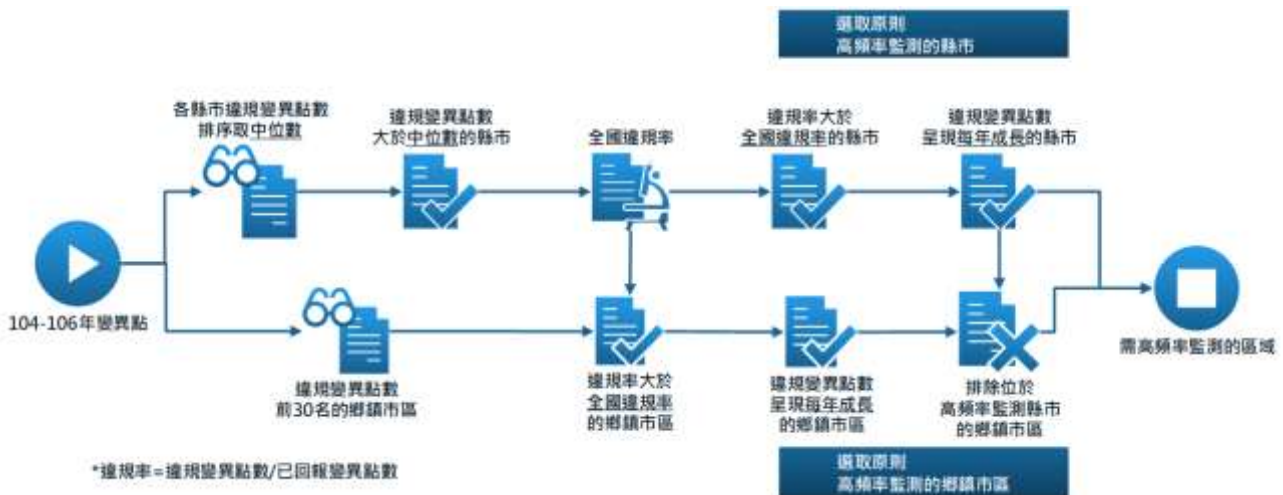 選取原則
高頻率監測的縣市
各縣市違規變異點數
排序取中位數
違規變異點數
大於中位數的縣市
全國違規率
違規率大於
全國違規率的縣市
違規變異點數
呈現每年成長的縣市
104-106年變異點
需高頻率監測的區域
違規變異點數
前30名的鄉鎮市區
違規率大於
全國違規率
的鄉鎮市區
違規變異點數
呈現每年成長
的鄉鎮市區
排除位於
高頻率監測縣市
的鄉鎮市區
*違規率=違規變異點數/已回報變異點數
選取原則
高頻率監測的鄉鎮市區